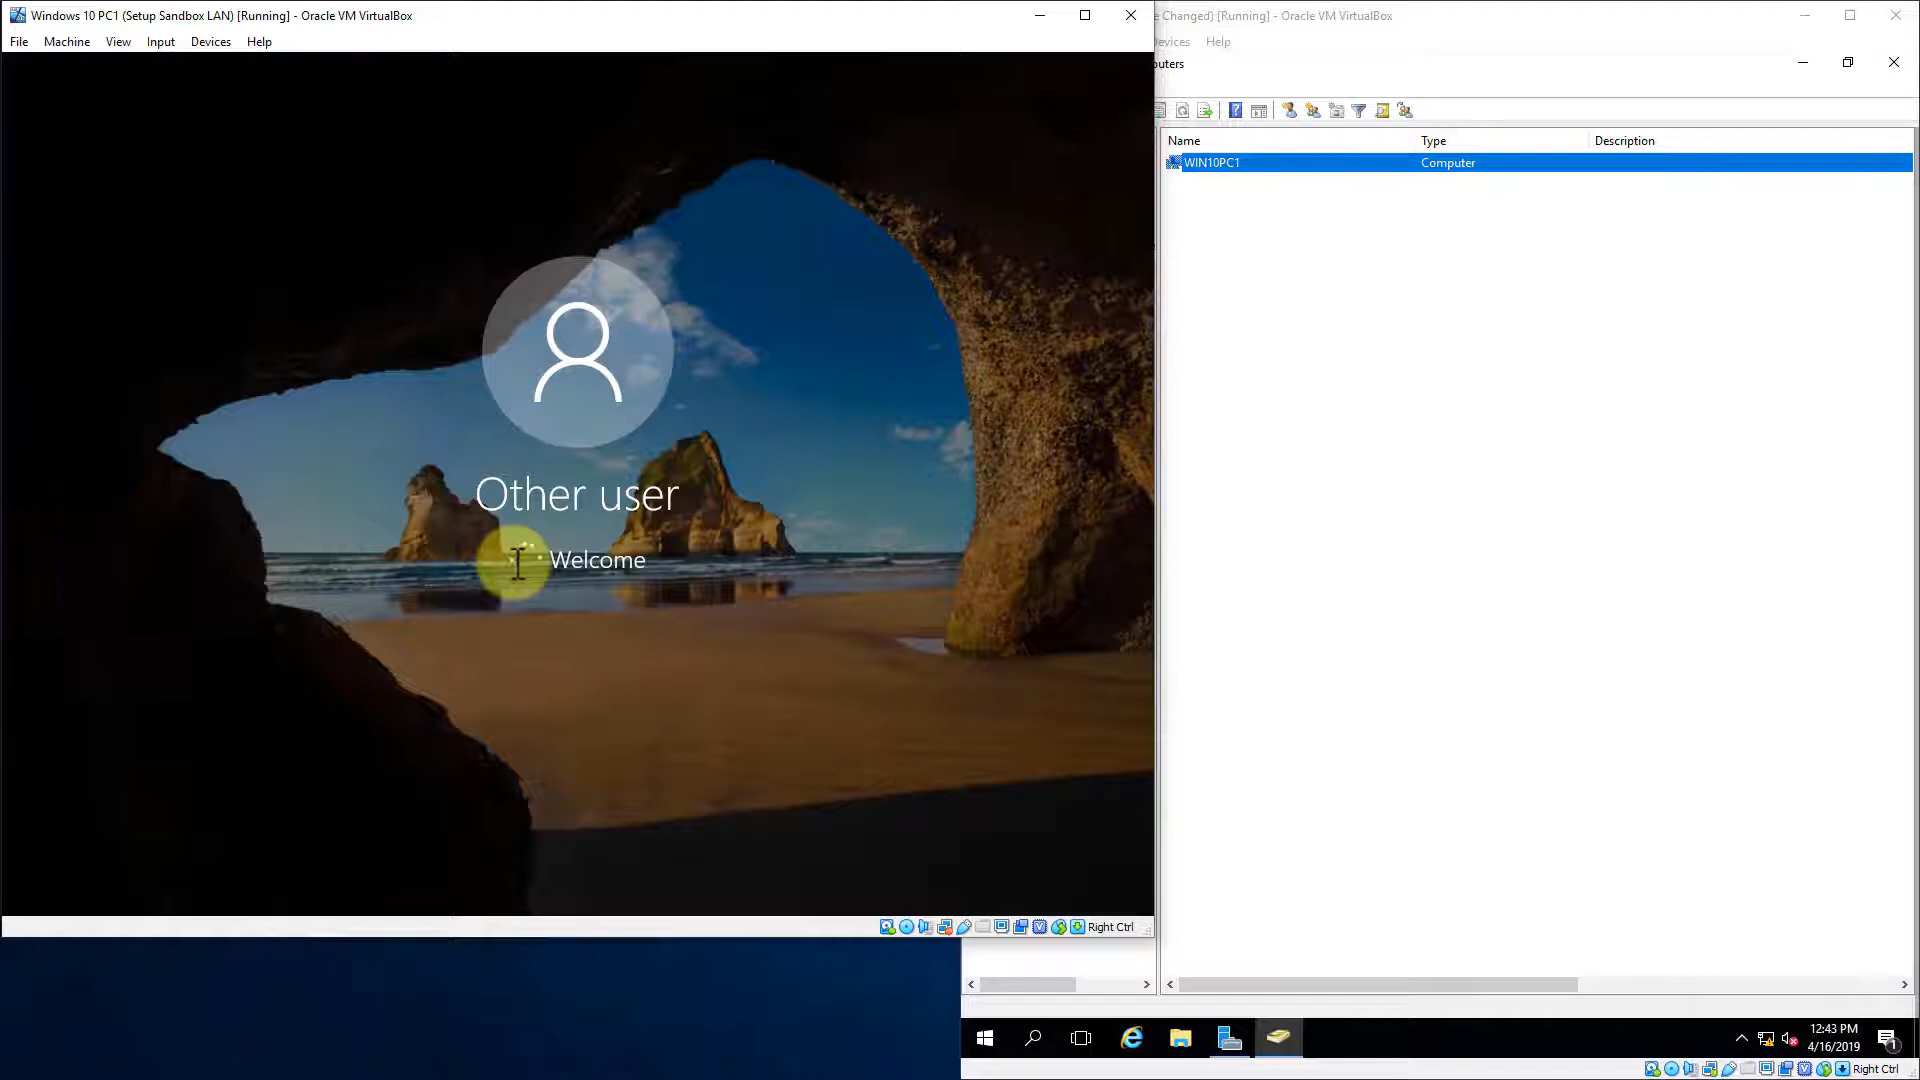 Windows 10 PC1 (Setup Sandbox LAN) [Running] - Oracle VM VirtualBox
File Machine View Input Devices Help
Other user
Welcome
Right Ctrl
e Changed) [Running] - Oracle VM VirtualBox
evices Help
puters
Name Type Description
WIN10PC1 Computer
12:43 PM
4/16/2019
1
Right Ctrl